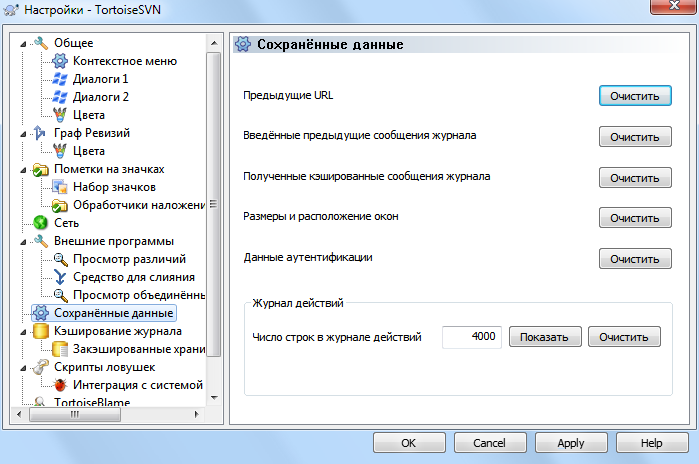 Настройки - TortoiseSVN
Общее
Контекстное меню
Диалоги 1
Диалоги 2
Цвета
Граф Ревизий
Цвета
Пометки на значках
Набор значков
Обработчики наложени
Сеть
Внешние программы
Просмотр различий
Средство для слияния
Просмотр объединённь
Сохранённые данные
Кэширование журнала
Закэшированные храни
Скрипты ловушек
Интеграция с системой
TortoiseBlame
Сохранённые данные
Предыдущие URL Очистить
Введённые предыдущие сообщения журнала Очистить
Полученные кэшированные сообщения журнала Очистить
Размеры и расположение окон Очистить
Данные аутентификации Очистить
Журнал действий
Число строк в журнале действий 4000 Показать Очистить
OK Cancel Apply Help